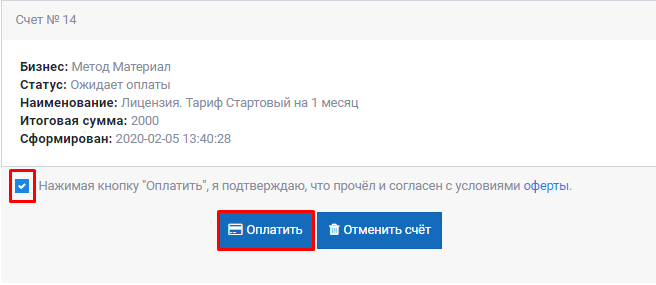 Счет № 14
Бизнес: Метод Материал
Статус: Ожидает оплаты
Наименование: Лицензия. Тариф Стартовый на 1 месяц
Итоговая сумма: 2000
Сформирован: 2020-02-05 13:40:28
Нажимая кнопку "Оплатить", я подтверждаю, что прочёл и согласен с условиями оферты.
Оплатить Отменить счёт